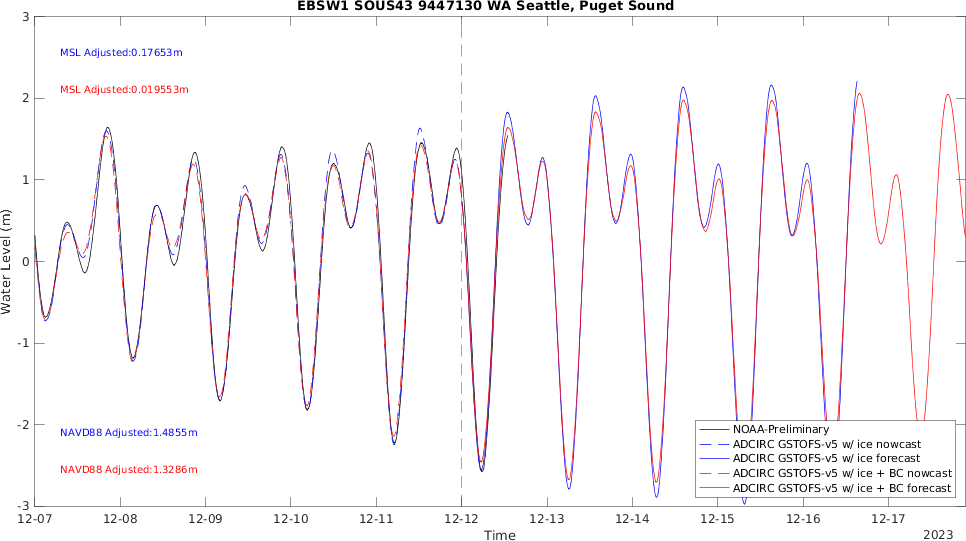 EBSW1 SOUS43 9447130 WA Seattle, Puget Sound
3
MSL Adjusted:0.17653m
MSL Adjusted:0.019553m
2
1
0
-1
-2
-3
Water Level (m)
NAVD88 Adjusted:1.4855m
NAVD88 Adjusted:1.3286m
NOAA-Preliminary
ADCIRC GSTOFS-v5 w/ ice nowcast
ADCIRC GSTOFS-v5 w/ ice forecast
ADCIRC GSTOFS-v5 w/ ice + BC nowcast
ADCIRC GSTOFS-v5 w/ ice + BC forecast
12-07 12-08 12-09 12-10 12-11 12-12 12-13 12-14 12-15 12-16 12-17
Time
2023